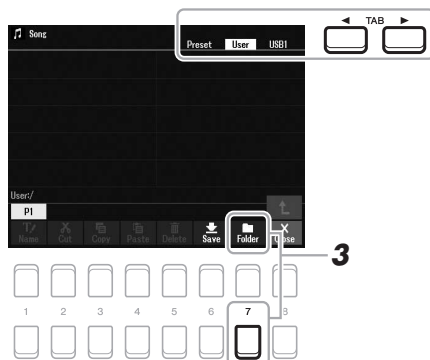 TAB
Song
Preset User USB1
User:/
P1
Name Cut Copy Paste Delete Save Folder Close
3
1 2 3 4 5 6 7 8